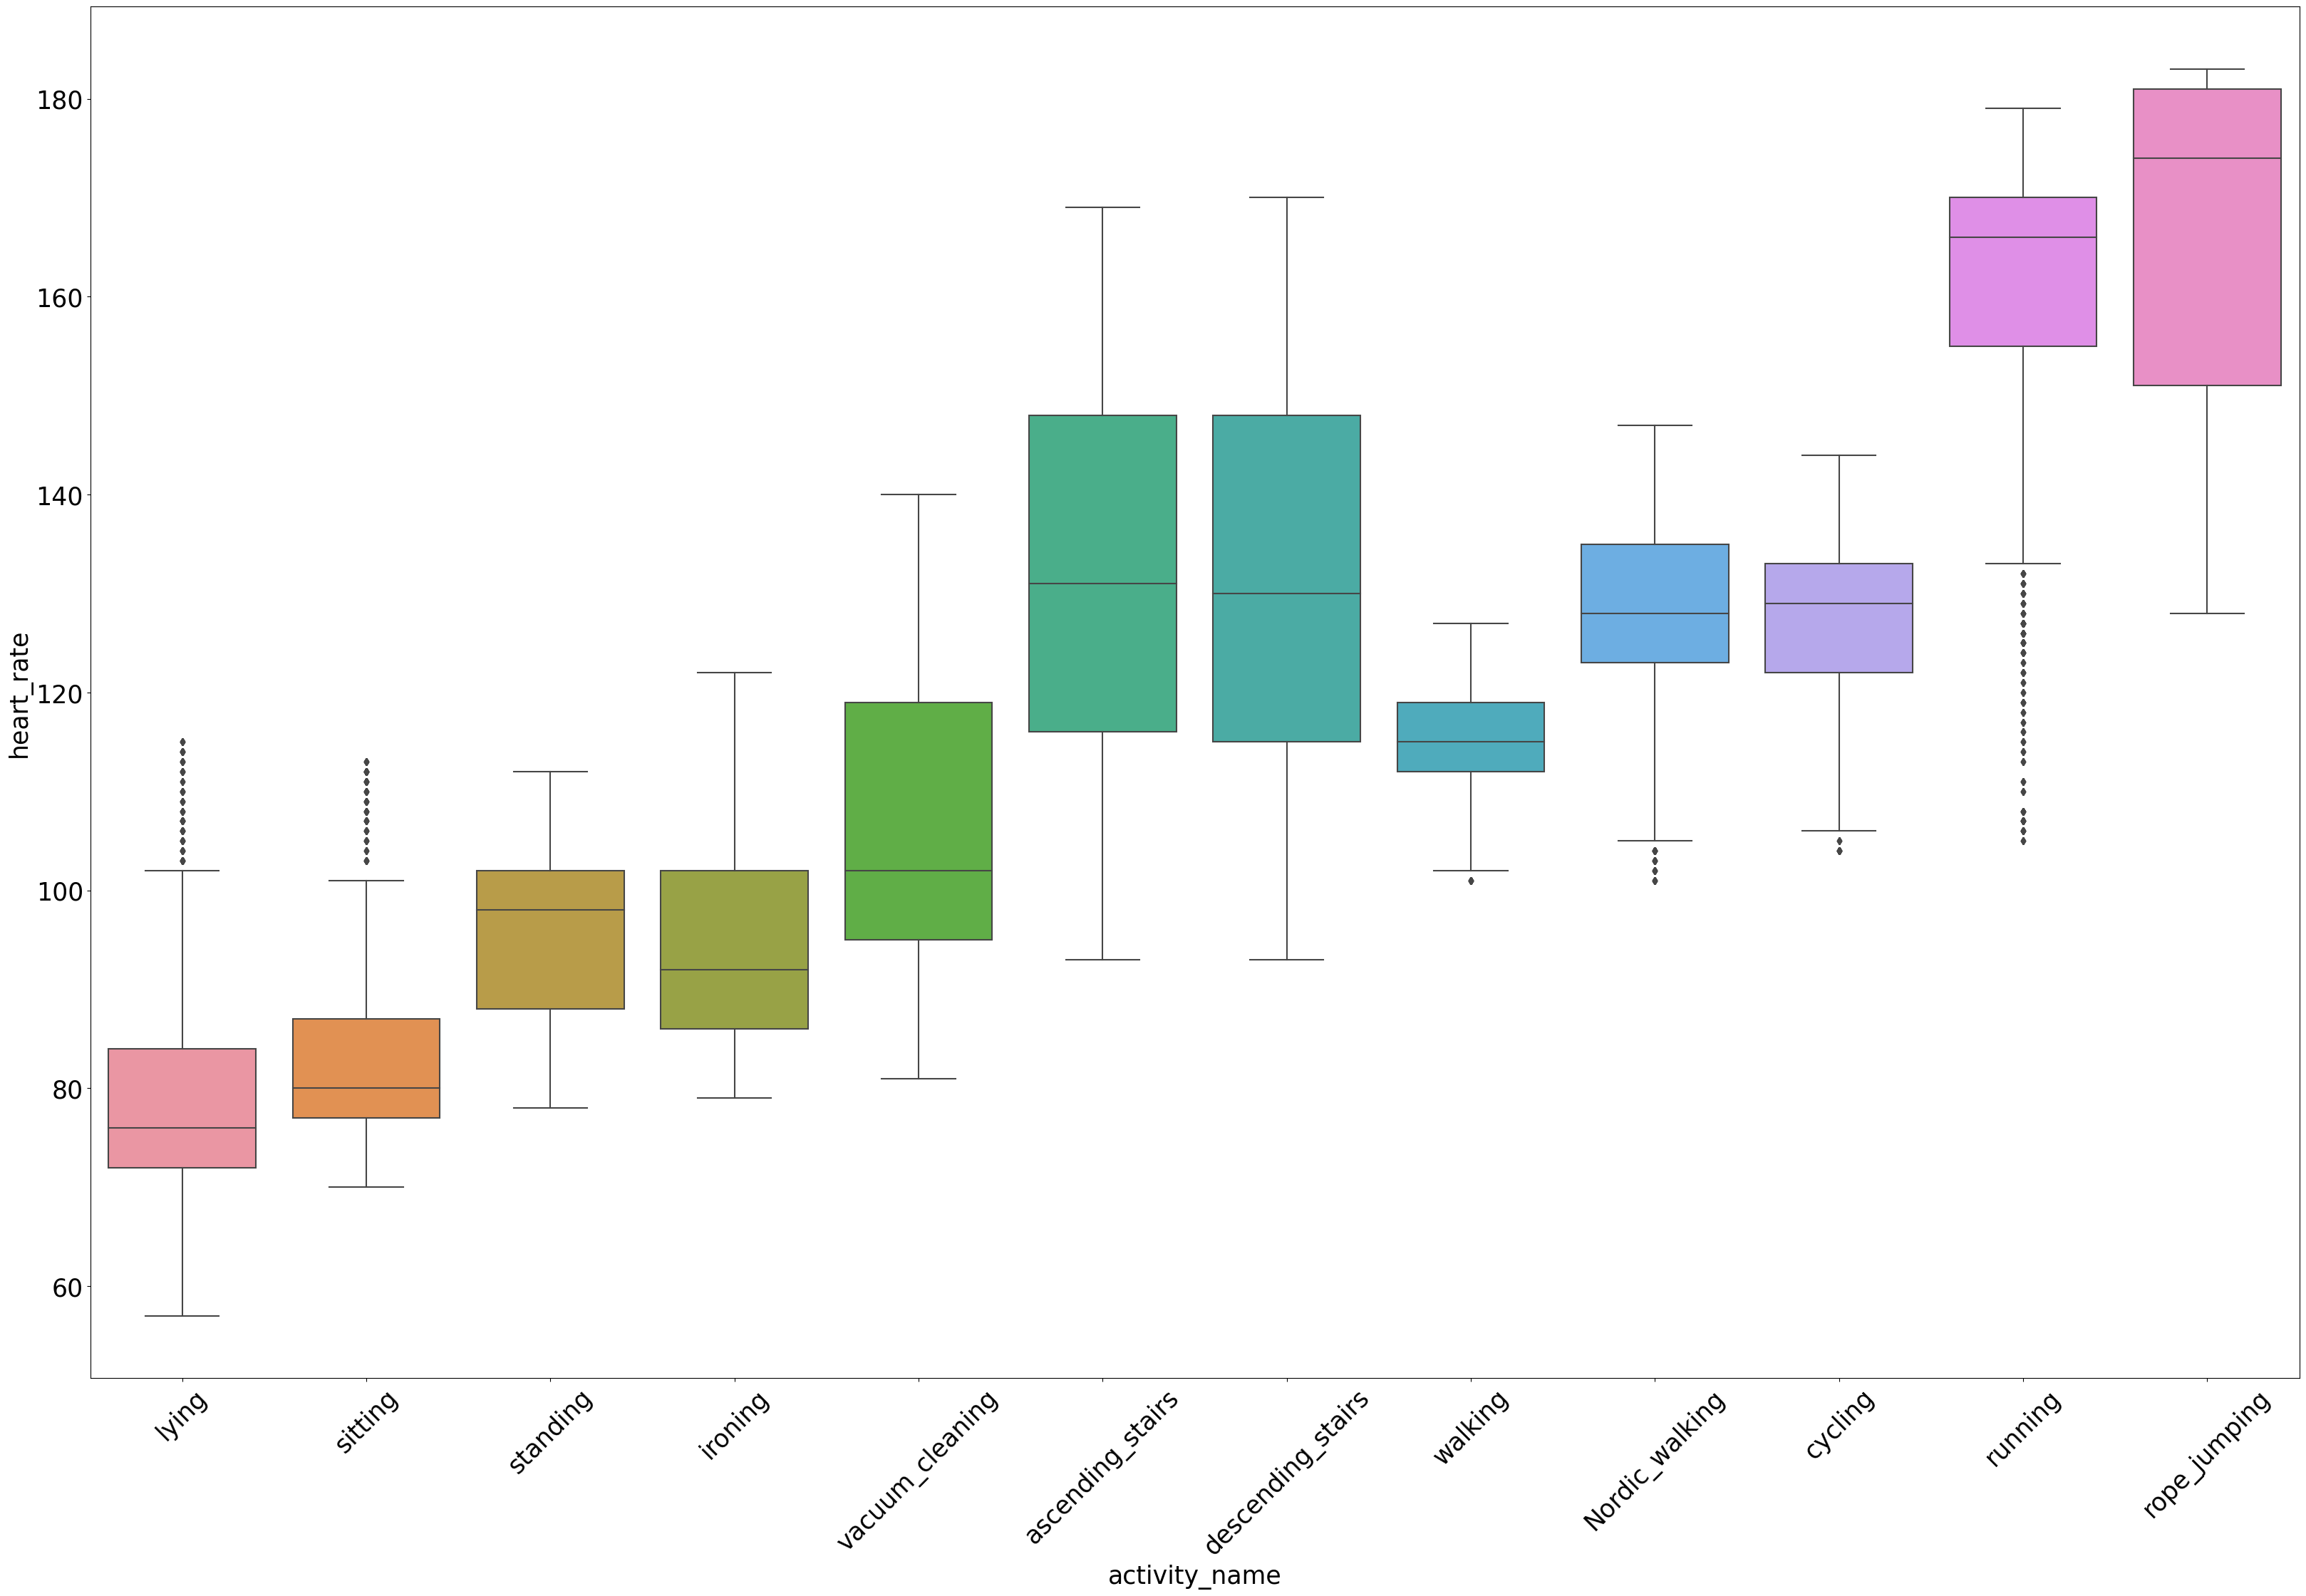 heart_rate
180
160
140
120
100
80
60
lying
sitting
standing
ironing
vacuum_cleaning
ascending_stairs
descending_stairs
walking
Nordic_walking
cycling
running
rope_jumping
activity_name